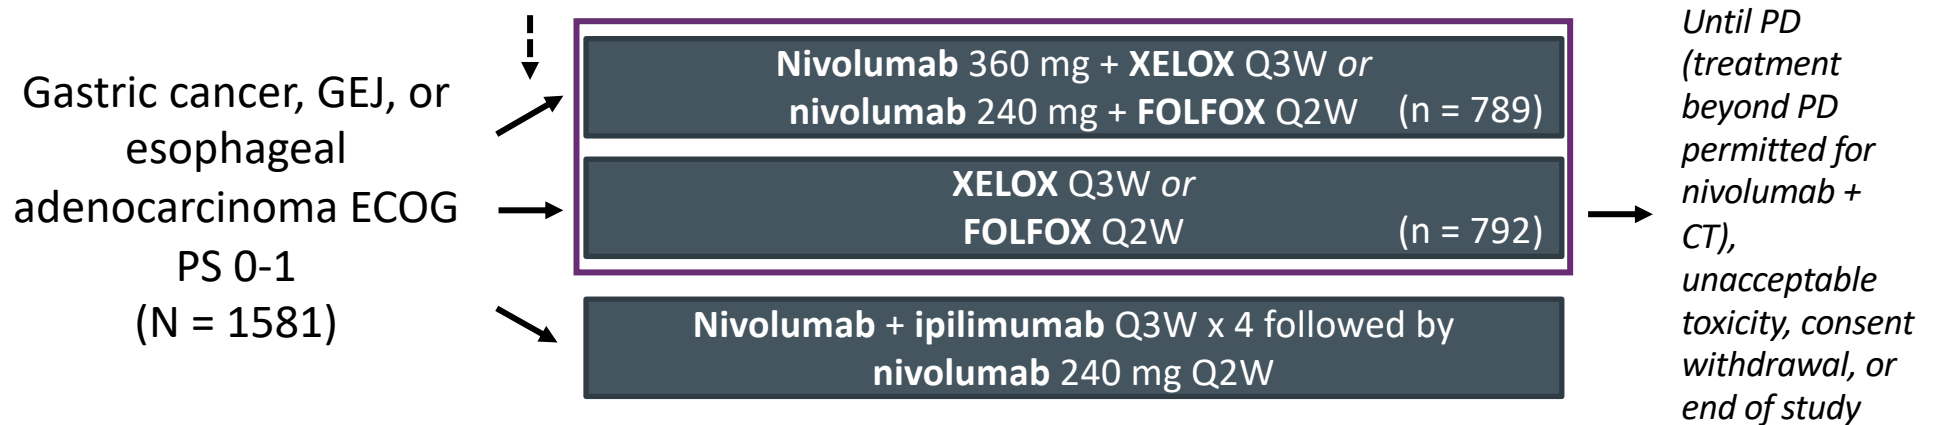 Gastric cancer, GEJ, or
esophageal
adenocarcinoma ECOG
PS 0-1
(N = 1581)
Nivolumab 360 mg + XELOX Q3W or
nivolumab 240 mg + FOLFOX Q2W (n = 789)
XELOX Q3W or
FOLFOX Q2W (n = 792)
Nivolumab + ipilimumab Q3W x 4 followed by
nivolumab 240 mg Q2W
Until PD
(treatment
beyond PD
permitted for
nivolumab +
CT),
unacceptable
toxicity, consent
withdrawal, or
end of study